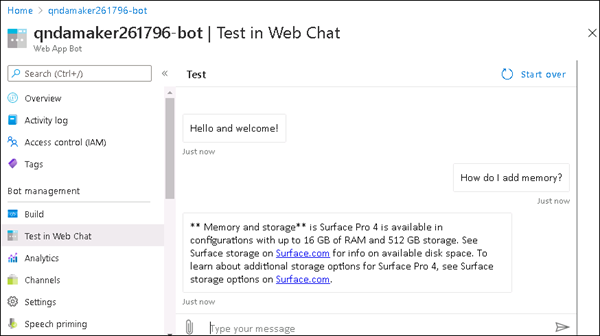 Home > qndamaker261796-bot
qndamaker261796-bot | Test in Web Chat
Web App Bot
Search (Ctrl+/)
Overview
Activity log
Access control (IAM)
Tags
Bot management
Build
Test in Web Chat
Analytics
Channels
Settings
Speech priming
Test
Start over
Hello and welcome!
Just now
How do I add memory?
Just now
** Memory and storage** is Surface Pro 4 is available in
configurations with up to 16 GB of RAM and 512 GB storage. See
Surface storage on Surface.com for info on available disk space. To
learn about additional storage options for Surface Pro 4, see Surface
storage options on Surface.com.
Just now
Type your message